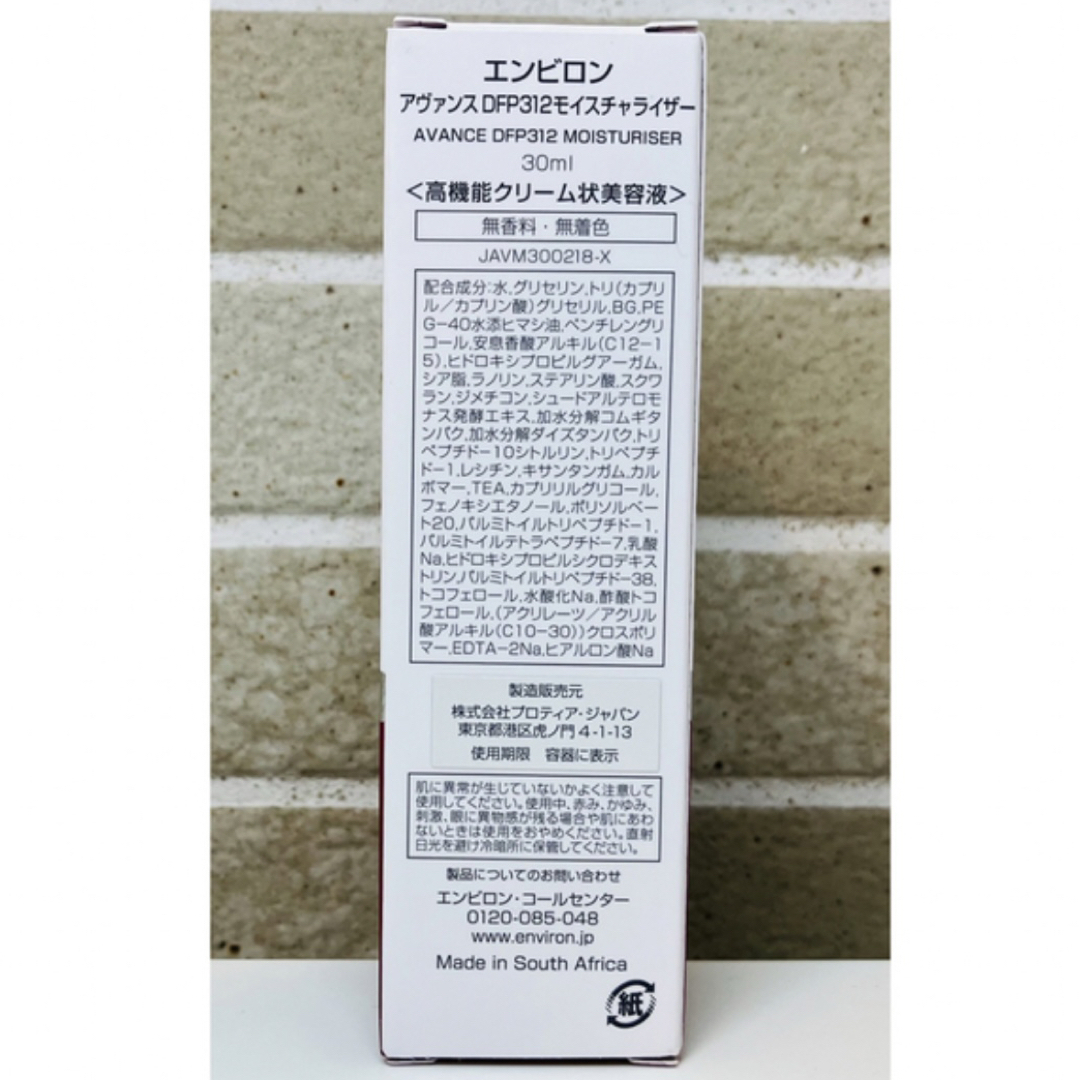 エンビロン
アヴァンス DFP312モイスチャライザー
AVANCE DFP312 MOISTURISER
30ml
＜高機能クリーム状美容液＞
無香料・無着色
JAVM300218-X
配合成分:水,グリセリン,トリ(カプリ
ル／カプリン酸)グリセリル,BG,PE
G−40水添ヒマシ油,ペンチレングリ
コール,安息香酸アルキル(C12−1
5),ヒドロキシプロピルグアーガム,
シア脂,ラノリン,ステアリン酸,スクワ
ラン,ジメチコン,シュードアルテロモ
ナス発酵エキス,加水分解コムギタ
ンパク,加水分解ダイズタンパク,トリ
ペプチド−10シトルリン,トリペプチ
ド−1,レシチン,キサンタンガム,カル
ボマー,TEA,カプリリルグリコール,
フェノキシエタノール,ポリソルベー
ト20,パルミトイルトリペプチド−1,
パルミトイルテトラペプチド−7,乳酸
Na,ヒドロキシプロピルシクロデキス
トリン,パルミトイルトリペプチド−38,
トコフェロール,水酸化Na,酢酸トコ
フェロール,(アクリレーツ／アクリル
酸アルキル(C10−30))クロスポリ
マー,EDTA−2Na,ヒアルロン酸Na
製造販売元
株式会社プロティア・ジャパン
東京都港区虎ノ門 4-1-13
使用期限　容器に表示
肌に異常が生じていないかよく注意して
使用してください。使用中、赤み、かゆみ、
刺激、眼に異物感が残る場合や肌にあわ
ないときは使用をおやめください。直射
日光を避け冷暗所に保管してください。
製品についてのお問い合わせ
エンビロン・コールセンター
0120-085-048
www.environ.jp
Made in South Africa
紙